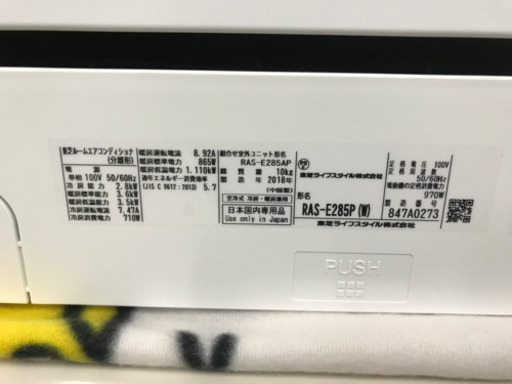 東芝ルームエアコンディショナ
(分離形)
電源
単相 100V 50/60Hz
冷房能力 2.8kW
暖房標準能力 3.6kW
暖房低温能力 3.5kW
冷房運転電流 7.47A
冷房消費電力 710W
暖房運転電流 8.92A
暖房標準電力 865W
暖房低温電力 1.110kW
通年エネルギー消費効率
(JIS C 9612:2013) 5.7
組合せ室外ユニット形名
RAS-E285AP
総質量 10kg
製造年 2018年
(中国製)
空冷式 冷房・暖房兼用
日本国内専用品
Use only in Japan
東芝ライフスタイル株式会社
形名
RAS-E285P(W)
定格電圧 100V
定格周波数
50/60Hz
電動機の定格消費電力
970W
製造番号
847A0273
東芝ライフスタイル株式会社
PUSH